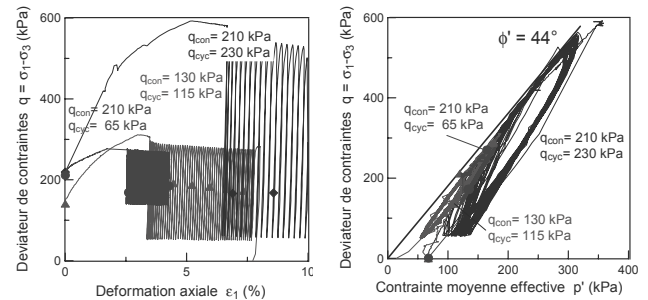 Deviateur de contraintes q = σ1-σ3 (kPa)
600
400
200
0
0
5
10
Deformation axiale ε1 (%)
qcon= 210 kPa
qcyc= 230 kPa
qcon= 130 kPa
qcyc= 115 kPa
qcon= 210 kPa
qcyc= 65 kPa
Deviateur de contraintes q = σ1-σ3 (kPa)
600
500
400
300
200
100
0
0
100
200
300
400
Contrainte moyenne effective p' (kPa)
ϕ' = 44°
qcon= 210 kPa
qcyc= 65 kPa
qcon= 210 kPa
qcyc= 230 kPa
qcon= 130 kPa
qcyc= 115 kPa